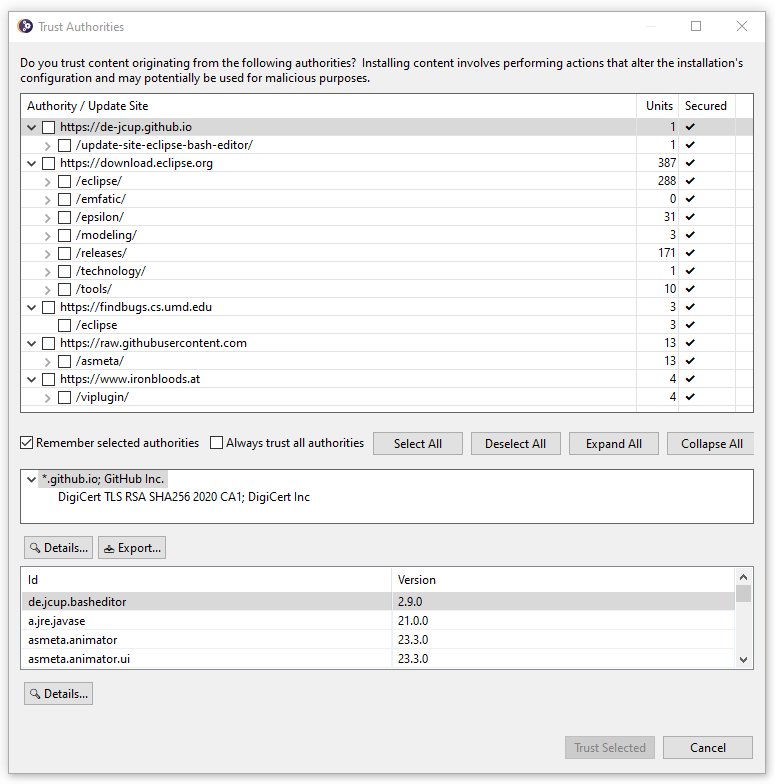 Trust Authorities
Do you trust content originating from the following authorities?  Installing content involves performing actions that alter the installation's
configuration and may potentially be used for malicious purposes.
Authority / Update Site Units Secured
https://de-jcup.github.io 1
/update-site-eclipse-bash-editor/ 1
https://download.eclipse.org 387
/eclipse/ 288
/emfatic/ 0
/epsilon/ 31
/modeling/ 3
/releases/ 171
/technology/ 1
/tools/ 10
https://findbugs.cs.umd.edu 3
/eclipse 3
https://raw.githubusercontent.com 13
/asmeta/ 13
https://www.ironbloods.at 4
/viplugin/ 4
Remember selected authorities Always trust all authorities Select All Deselect All Expand All Collapse All
*.github.io; GitHub Inc.
DigiCert TLS RSA SHA256 2020 CA1; DigiCert Inc
Details... Export...
Id Version
de.jcup.basheditor 2.9.0
a.jre.javase 21.0.0
asmeta.animator 23.3.0
asmeta.animator.ui 23.3.0
Details...
Trust Selected Cancel